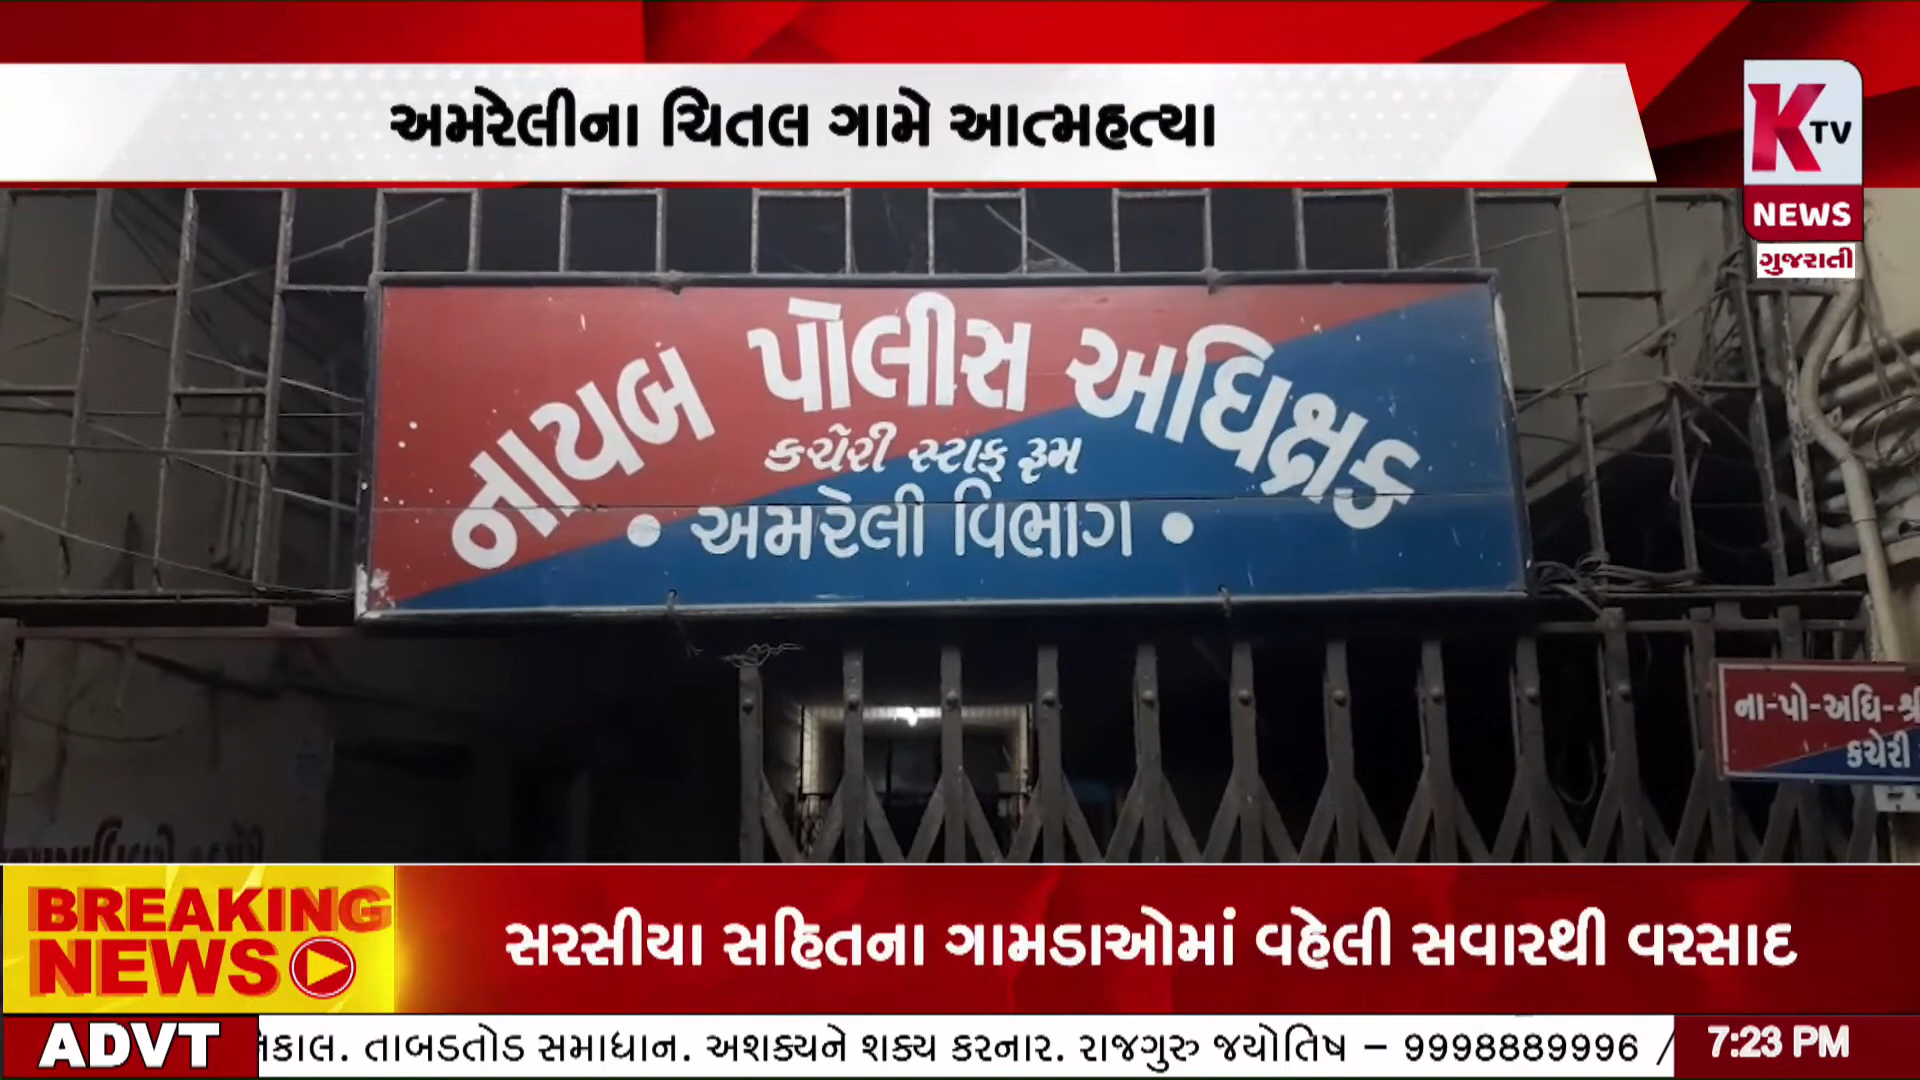 અમરેલીના ચિતલ ગામે આત્મહત્યા
K TV
NEWS
ગુજરાતી
નાયબ પોલીસ અધિક્ષક
કચેરી સ્ટાફ રૂમ
• અમરેલી વિભાગ •
ના-પો-અધિ-શ્રી
કચેરી
BREAKING
NEWS
સરસીયા સહિતના ગામડાઓમાં વહેલી સવારથી વરસાદ
ADVT
નિકાલ. તાબડતોડ સમાધાન. અશક્યને શક્ય કરનાર. રાજગુરુ જ્યોતિષ – 9998889996 /
7:23 PM